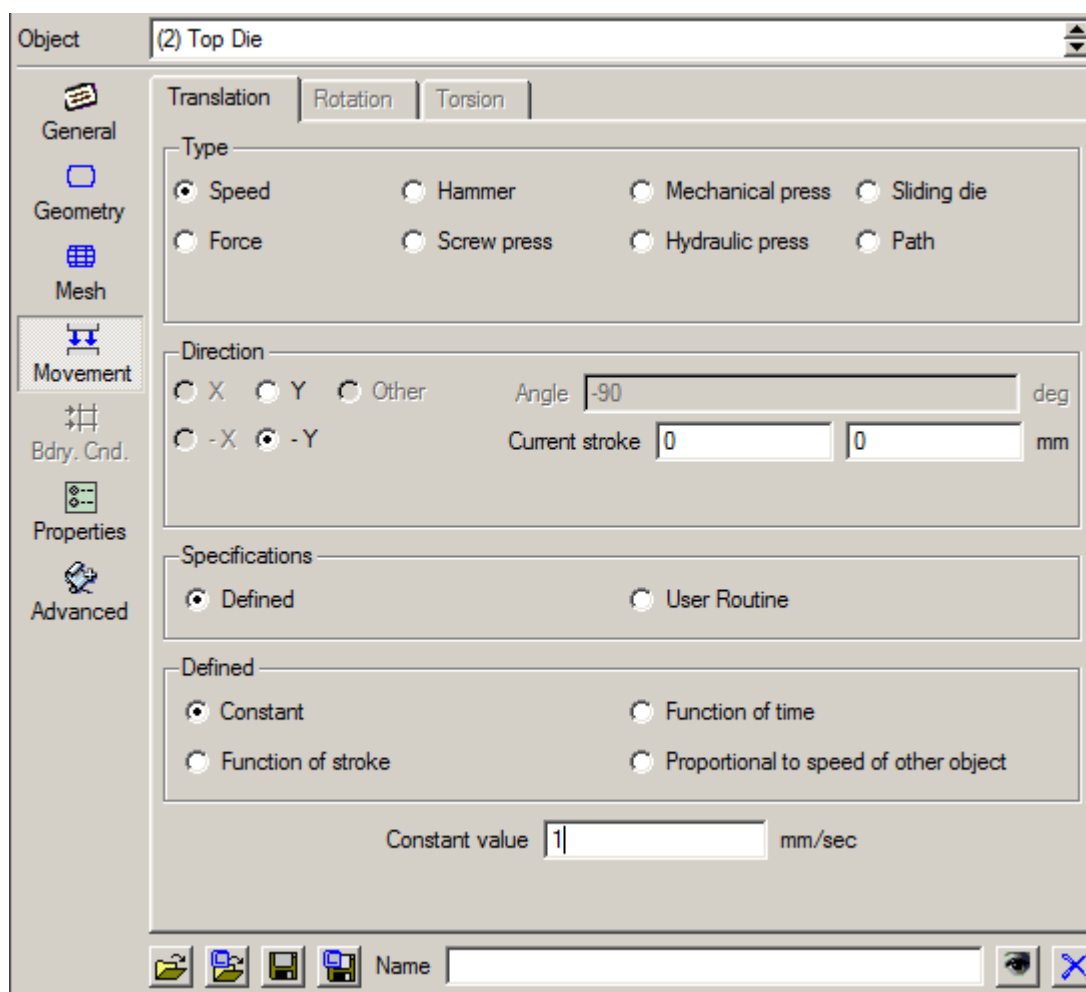 Object (2) Top Die
General
Geometry
Mesh
Movement
Bdry. Cnd.
Properties
Advanced
Translation Rotation Torsion
Type
Speed Hammer Mechanical press Sliding die
Force Screw press Hydraulic press Path
Direction
X Y Other Angle -90 deg
-X -Y Current stroke 0 0 mm
Specifications
Defined User Routine
Defined
Constant Function of time
Function of stroke Proportional to speed of other object
Constant value 1 mm/sec
Name